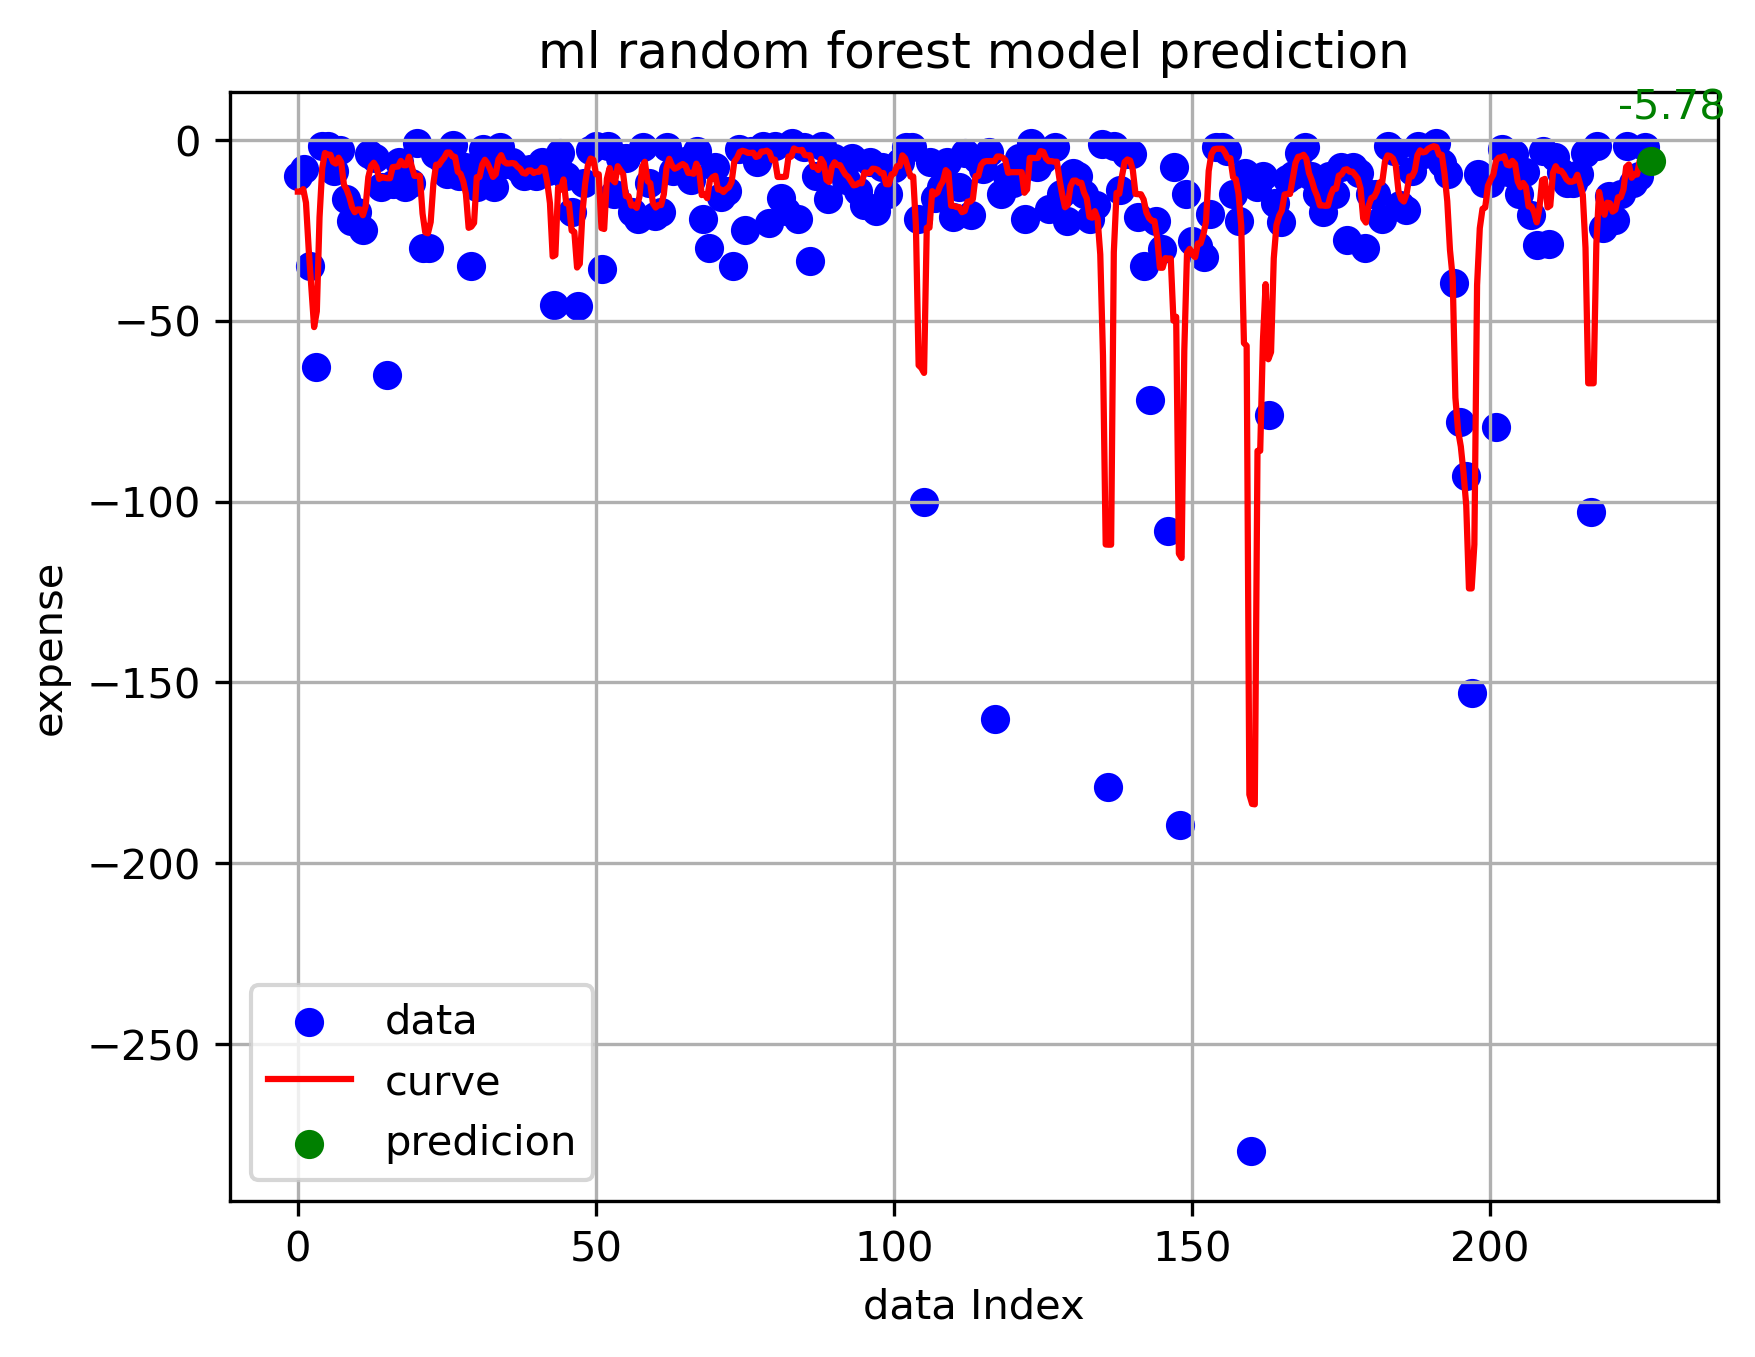 ml random forest model prediction
-5.78
0
−50
−100
−150
−200
−250
expense
data
curve
predicion
0 50 100 150 200
data Index